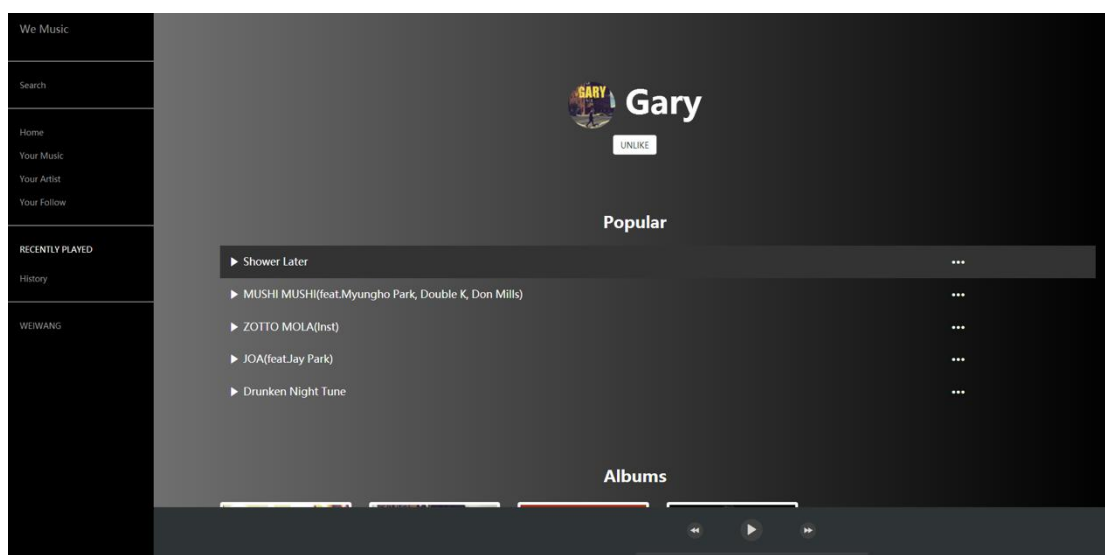 We Music
Search
Home
Your Music
Your Artist
Your Follow
RECENTLY PLAYED
History
WEIWANG
GARY
Gary
UNLIKE
Popular
Shower Later
MUSHI MUSHI(feat.Myungho Park, Double K, Don Mills)
ZOTTO MOLA(Inst)
JOA(feat.Jay Park)
Drunken Night Tune
Albums